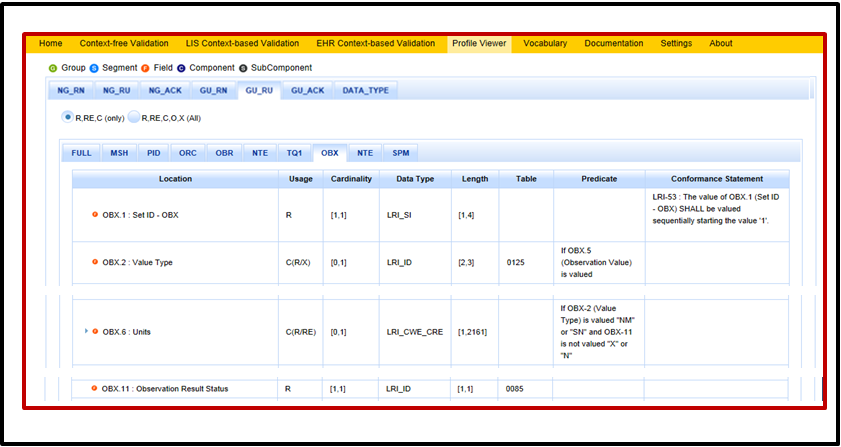 Home Context-free Validation LIS Context-based Validation EHR Context-based Validation Profile Viewer Vocabulary Documentation Settings About
G Group S Segment F Field C Component S SubComponent
NG_RN NG_RU NG_ACK GU_RN GU_RU GU_ACK DATA_TYPE
R,RE,C (only) R,RE,C,O,X (All)
FULL MSH PID ORC OBR NTE TQ1 OBX NTE SPM
Location Usage Cardinality Data Type Length Table Predicate Conformance Statement
F OBX.1 : Set ID - OBX R [1,1] LRI_SI [1,4]
LRI-53 : The value of OBX.1 (Set ID
- OBX) SHALL be valued
sequentially starting the value '1'.
F OBX.2 : Value Type C(R/X) [0,1] LRI_ID [2,3] 0125
If OBX.5
(Observation Value)
is valued
F OBX.6 : Units C(R/RE) [0,1] LRI_CWE_CRE [1,2161]
If OBX-2 (Value
Type) is valued "NM"
or "SN" and OBX-11
is not valued "X" or
"N"
F OBX.11 : Observation Result Status R [1,1] LRI_ID [1,1] 0085